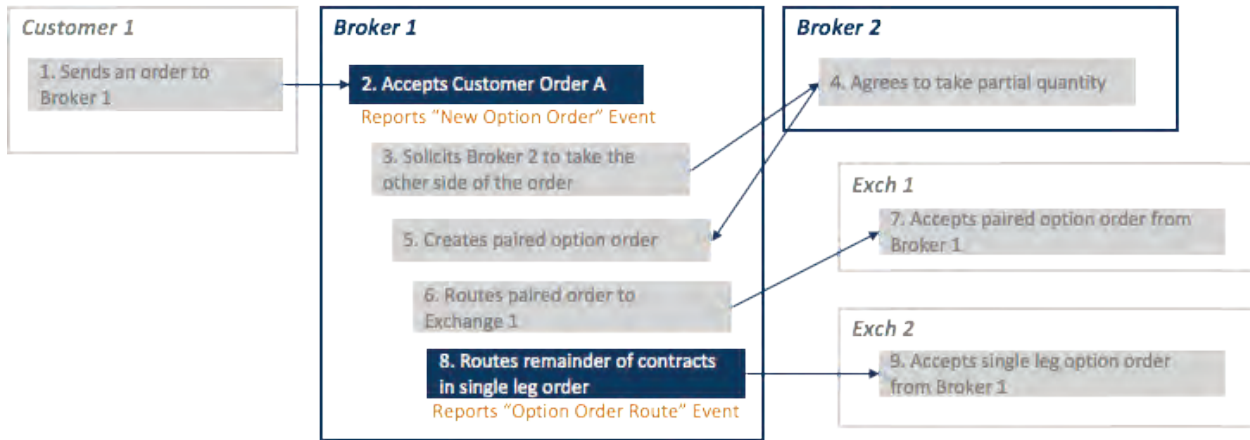 Customer 1
1. Sends an order to
Broker 1
Broker 1
2. Accepts Customer Order A
Reports "New Option Order" Event
3. Solicits Broker 2 to take the
other side of the order
5. Creates paired option order
6. Routes paired order to
Exchange 1
8. Routes remainder of contracts
in single leg order
Reports "Option Order Route" Event
Broker 2
4. Agrees to take partial quantity
Exch 1
7. Accepts paired option order from
Broker 1
Exch 2
9. Accepts single leg option order
from Broker 1